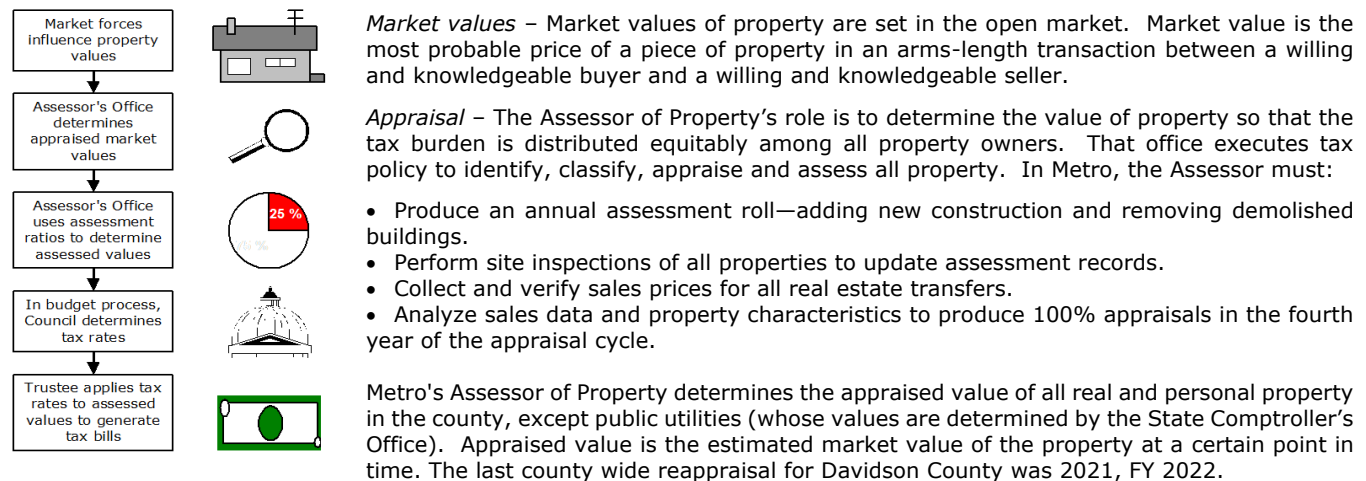 Market forces
influence property
values
Assessor's Office
determines
appraised market
values
Assessor's Office
uses assessment
ratios to determine
assessed values
In budget process,
Council determines
tax rates
Trustee applies tax
rates to assessed
values to generate
tax bills
25 %
Market values – Market values of property are set in the open market. Market value is the
most probable price of a piece of property in an arms-length transaction between a willing
and knowledgeable buyer and a willing and knowledgeable seller.
Appraisal – The Assessor of Property’s role is to determine the value of property so that the
tax burden is distributed equitably among all property owners. That office executes tax
policy to identify, classify, appraise and assess all property. In Metro, the Assessor must:
• Produce an annual assessment roll—adding new construction and removing demolished
buildings.
• Perform site inspections of all properties to update assessment records.
• Collect and verify sales prices for all real estate transfers.
• Analyze sales data and property characteristics to produce 100% appraisals in the fourth
year of the appraisal cycle.
Metro's Assessor of Property determines the appraised value of all real and personal property
in the county, except public utilities (whose values are determined by the State Comptroller’s
Office). Appraised value is the estimated market value of the property at a certain point in
time. The last county wide reappraisal for Davidson County was 2021, FY 2022.